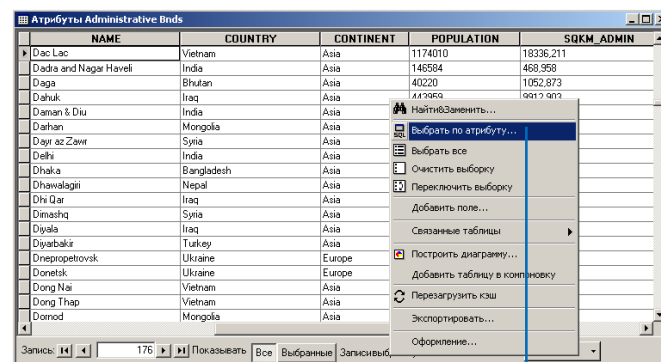 Атрибуты Administrative Bnds
NAME COUNTRY CONTINENT POPULATION SQKM_ADMIN
Dac Lac Vietnam Asia 1174010 18336,211
Dadra and Nagar Haveli India Asia 146584 468,958
Daga Bhutan Asia 40220 1052,873
Dahuk Iraq Asia 443959 9912,903
Daman & Diu India Asia
Darhan Mongolia Asia
Dayr az Zawr Syria Asia
Delhi India Asia
Dhaka Bangladesh Asia
Dhawalagiri Nepal Asia
Dhi Qar Iraq Asia
Dimashq Syria Asia
Diyala Iraq Asia
Diyarbakir Turkey Asia
Dnepropetrovsk Ukraine Europe
Donetsk Ukraine Europe
Dong Nai Vietnam Asia
Dong Thap Vietnam Asia
Dornod Mongolia Asia
Найти&Заменить...
SQL Выбрать по атрибуту...
Выбрать все
Очистить выборку
Переключить выборку
Добавить поле...
Связанные таблицы
Построить диаграмму...
Добавить таблицу в компоновку
Перезагрузить кэш
Экспортировать...
Оформление...
Запись: 176 Показывать Все Выбранные Записи